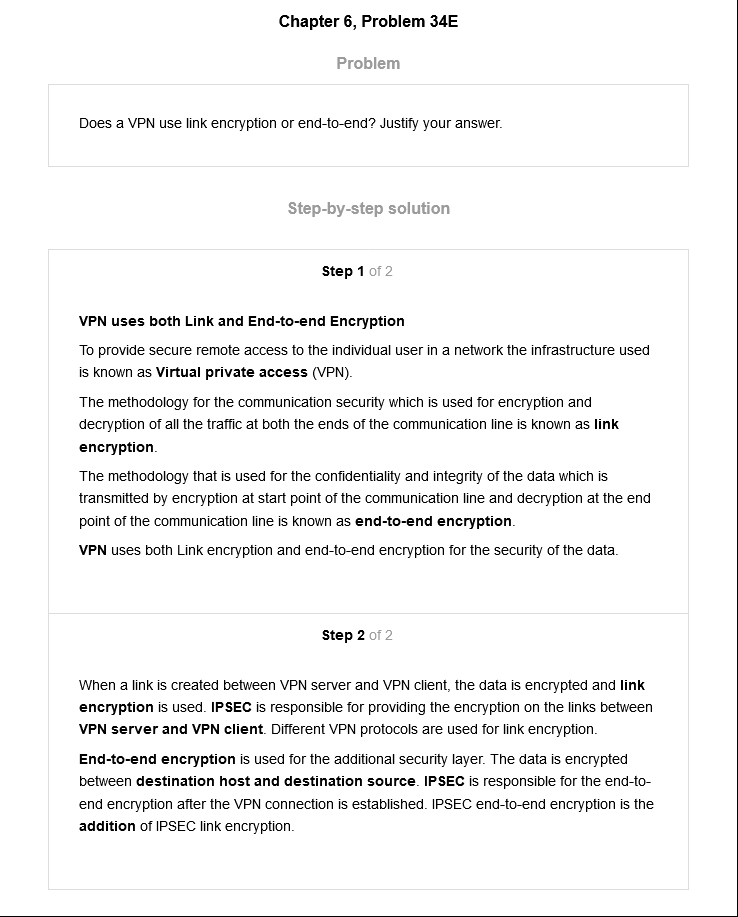 Chapter 6, Problem 34E
Problem
Does a VPN use link encryption or end-to-end? Justify your answer.
Step-by-step solution
Step 1 of 2
VPN uses both Link and End-to-end Encryption
To provide secure remote access to the individual user in a network the infrastructure used
is known as Virtual private access (VPN).
The methodology for the communication security which is used for encryption and
decryption of all the traffic at both the ends of the communication line is known as link
encryption.
The methodology that is used for the confidentiality and integrity of the data which is
transmitted by encryption at start point of the communication line and decryption at the end
point of the communication line is known as end-to-end encryption.
VPN uses both Link encryption and end-to-end encryption for the security of the data.
Step 2 of 2
When a link is created between VPN server and VPN client, the data is encrypted and link
encryption is used. IPSEC is responsible for providing the encryption on the links between
VPN server and VPN client. Different VPN protocols are used for link encryption.
End-to-end encryption is used for the additional security layer. The data is encrypted
between destination host and destination source. IPSEC is responsible for the end-to-
end encryption after the VPN connection is established. IPSEC end-to-end encryption is the
addition of IPSEC link encryption.